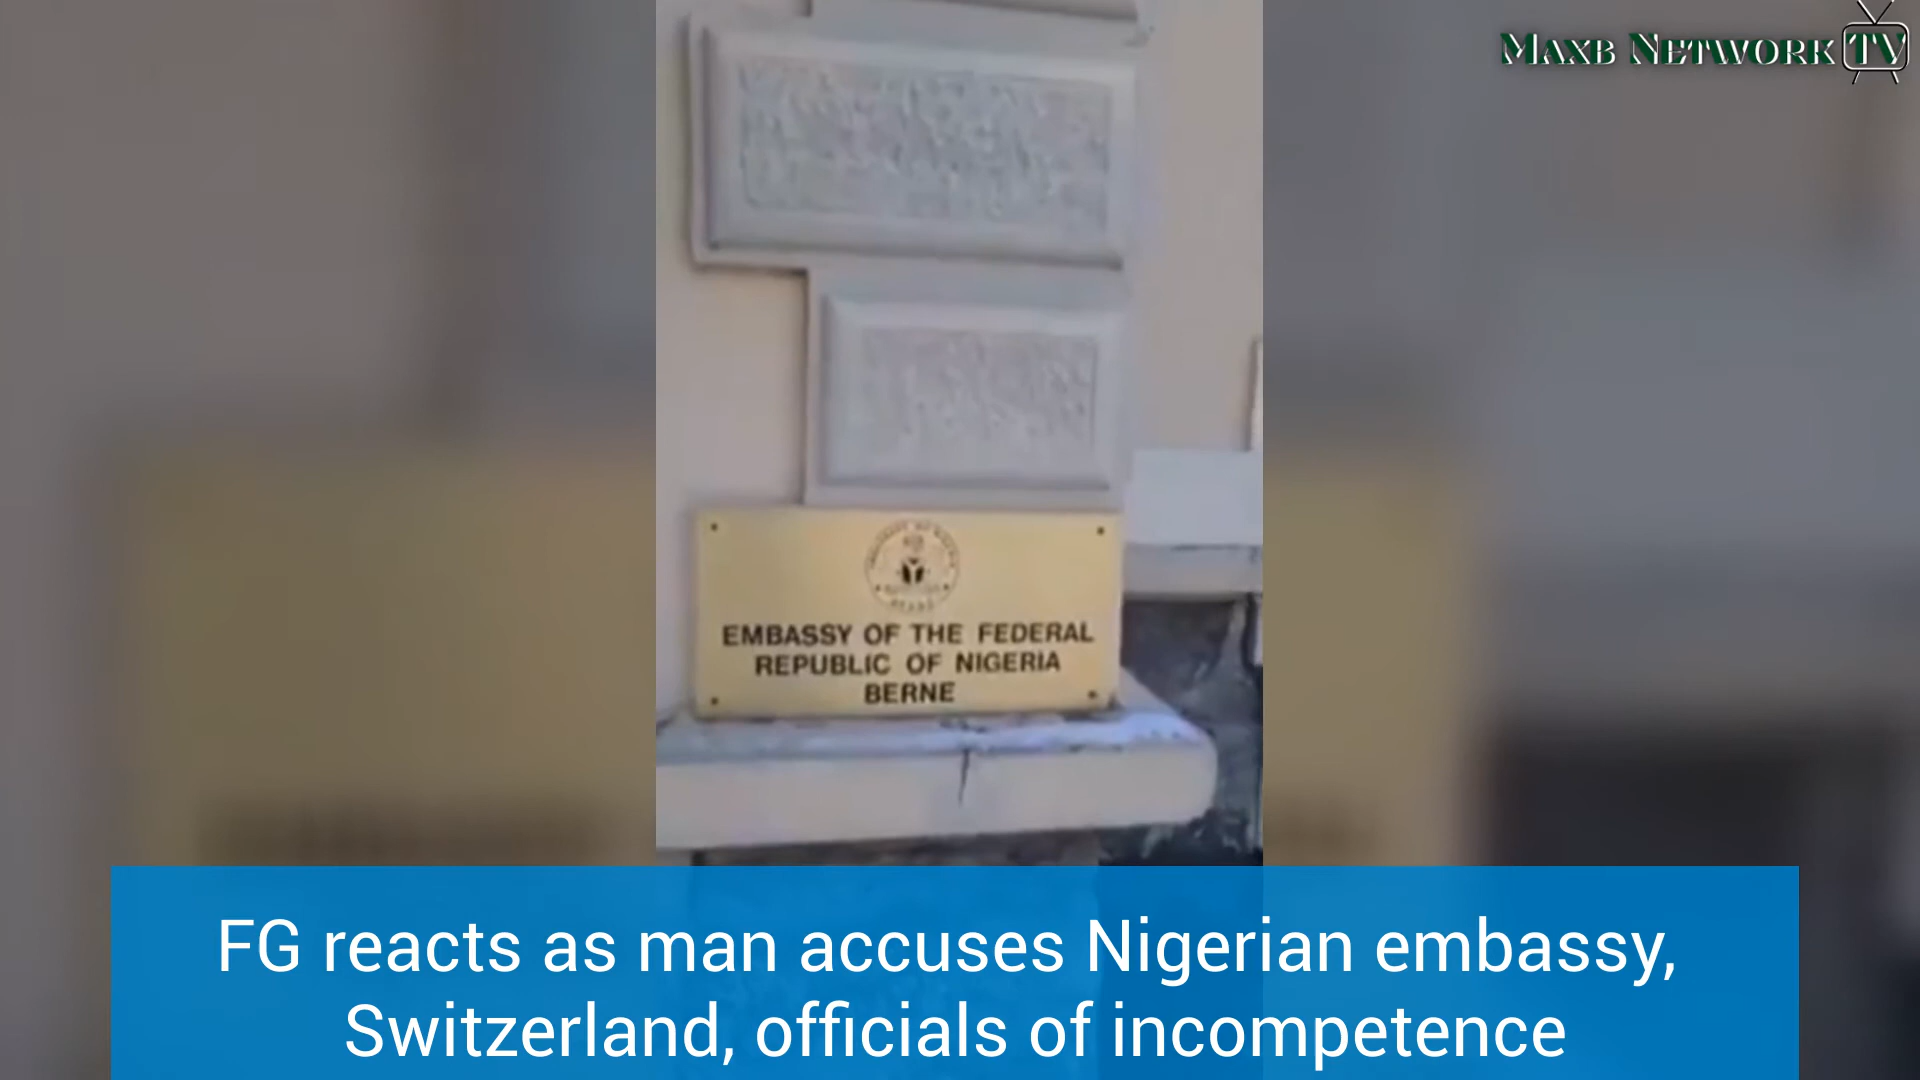 MAXB NETWORK TV
EMBASSY OF THE FEDERAL
REPUBLIC OF NIGERIA
BERNE
FG reacts as man accuses Nigerian embassy,
Switzerland, officials of incompetence